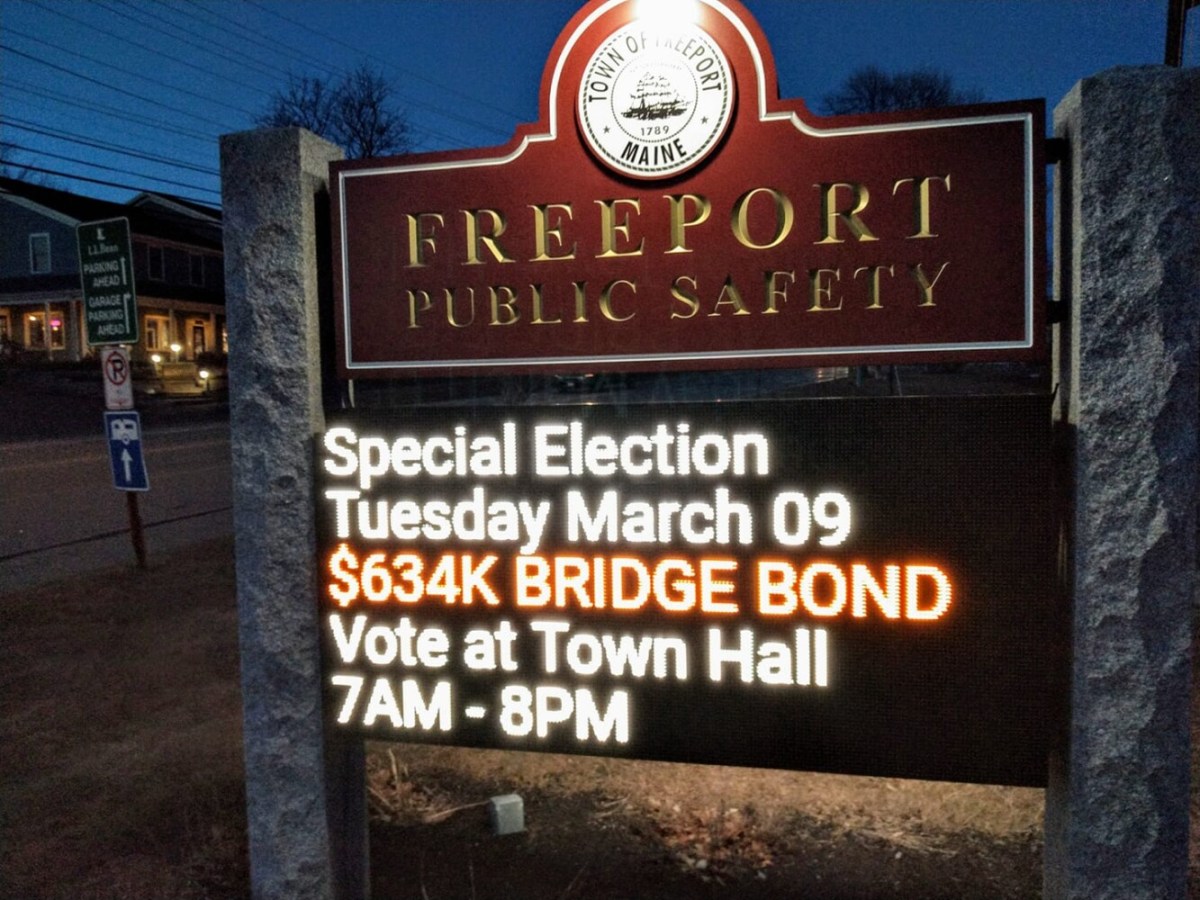 TOWN OF FREEPORT
1789
MAINE
FREEPORT
PUBLIC SAFETY
L.L.Bean
PARKING
AHEAD
GARAGE
PARKING
AHEAD
P
Special Election
Tuesday March 09
$634K BRIDGE BOND
Vote at Town Hall
7AM - 8PM